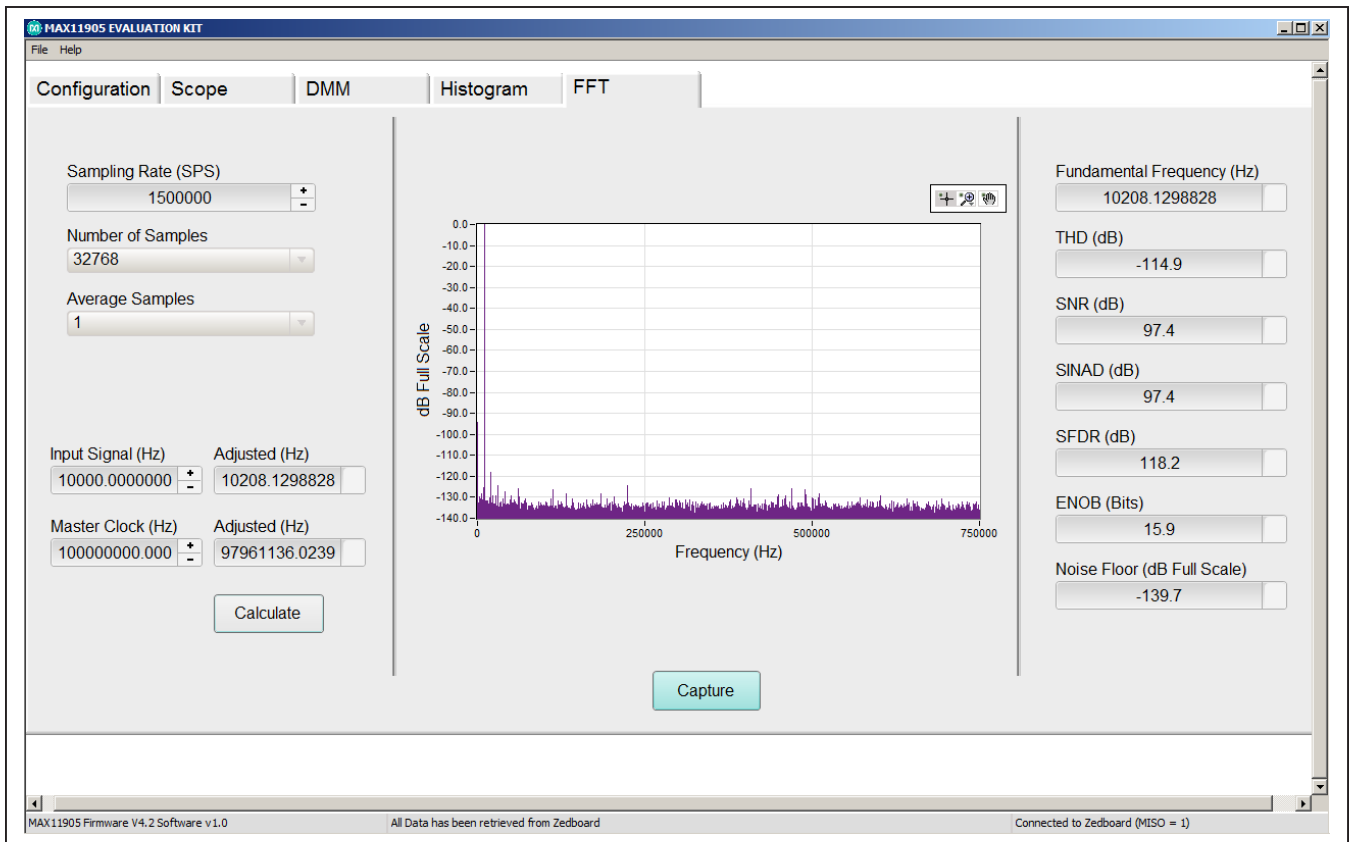 MAX11905 EVALUATION KIT
File Help
Configuration Scope DMM Histogram FFT
Sampling Rate (SPS)
1500000
Number of Samples
32768
Average Samples
1
Input Signal (Hz) Adjusted (Hz)
10000.0000000 10208.1298828
Master Clock (Hz) Adjusted (Hz)
100000000.000 97961136.0239
Calculate
dB Full Scale
0.0
-10.0
-20.0
-30.0
-40.0
-50.0
-60.0
-70.0
-80.0
-90.0
-100.0
-110.0
-120.0
-130.0
-140.0
0 250000 500000 750000
Frequency (Hz)
Capture
Fundamental Frequency (Hz)
10208.1298828
THD (dB)
-114.9
SNR (dB)
97.4
SINAD (dB)
97.4
SFDR (dB)
118.2
ENOB (Bits)
15.9
Noise Floor (dB Full Scale)
-139.7
MAX11905 Firmware V4.2 Software v1.0 All Data has been retrieved from Zedboard Connected to Zedboard (MISO = 1)